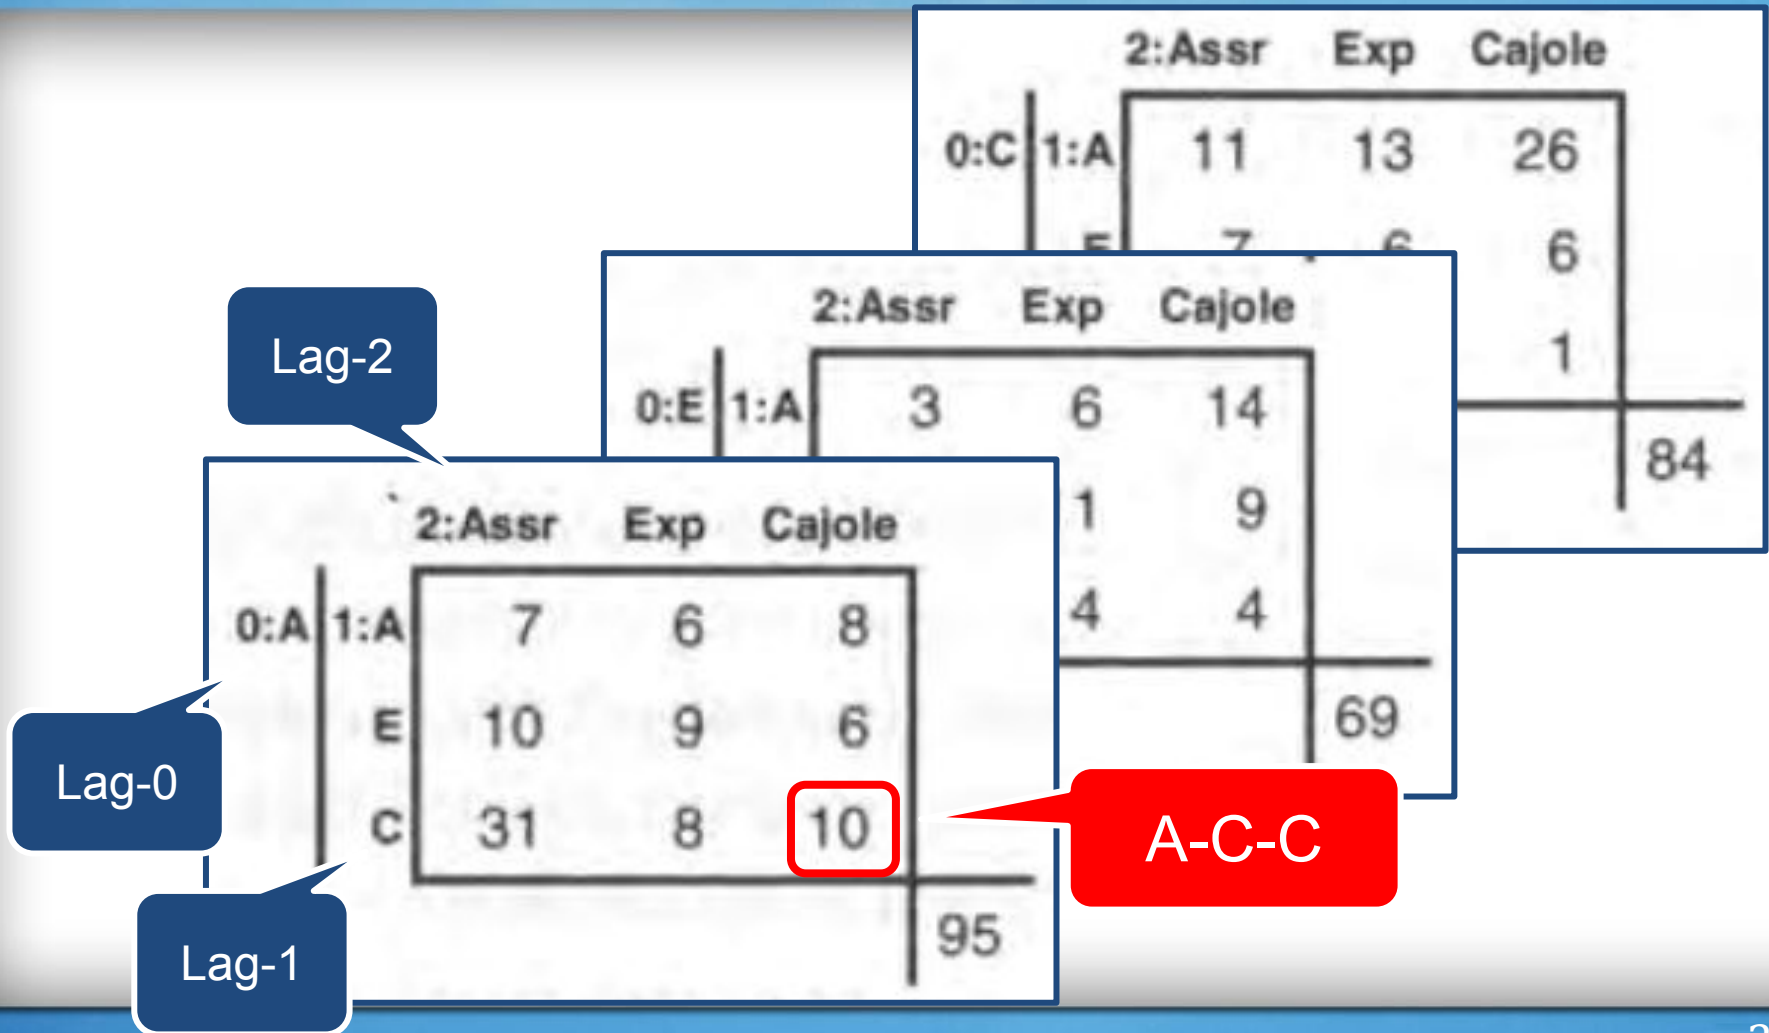 2:Assr Exp Cajole
0:C 1:A 11 13 26
E 7 6 6
1
84
2:Assr Exp Cajole
0:E 1:A 3 6 14
1 9
4 4
69
Lag-2
2:Assr Exp Cajole
0:A 1:A 7 6 8
E 10 9 6
C 31 8 10
95
Lag-0
Lag-1
A-C-C